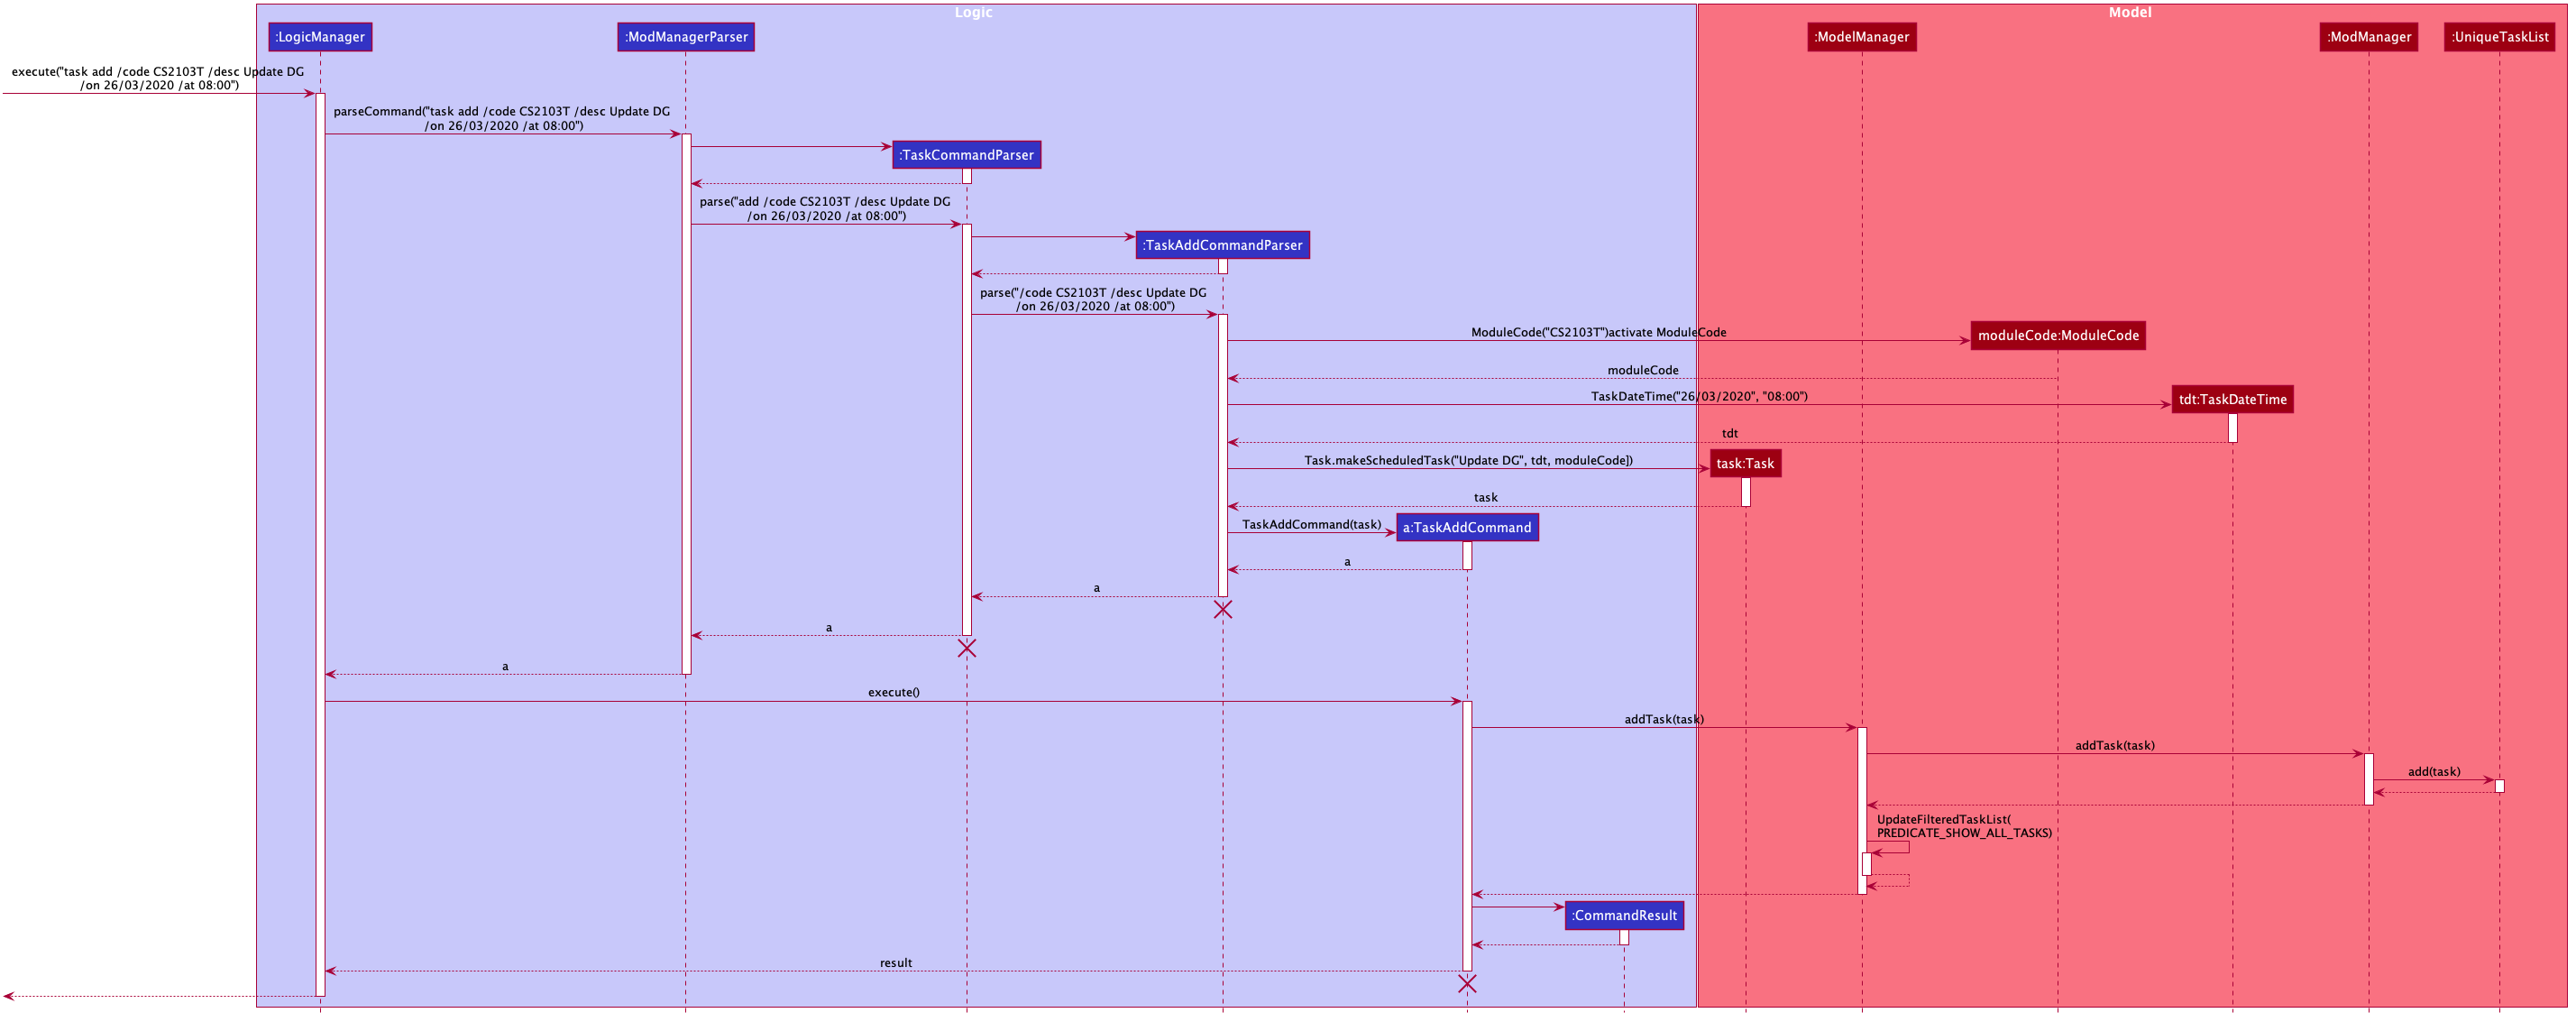 Logic
Model
:LogicManager
:ModManagerParser
:ModelManager
:ModManager
:UniqueTaskList
execute("task add /code CS2103T /desc Update DG
/on 26/03/2020 /at 08:00")
parseCommand("task add /code CS2103T /desc Update DG
/on 26/03/2020 /at 08:00")
:TaskCommandParser
parse("add /code CS2103T /desc Update DG
/on 26/03/2020 /at 08:00")
:TaskAddCommandParser
parse("/code CS2103T /desc Update DG
/on 26/03/2020 /at 08:00")
ModuleCode("CS2103T")activate ModuleCode
moduleCode:ModuleCode
moduleCode
TaskDateTime("26/03/2020", "08:00")
tdt:TaskDateTime
tdt
Task.makeScheduledTask("Update DG", tdt, moduleCode])
task:Task
task
TaskAddCommand(task)
a:TaskAddCommand
a
a
a
a
execute()
addTask(task)
addTask(task)
add(task)
UpdateFilteredTaskList(
PREDICATE_SHOW_ALL_TASKS)
:CommandResult
result